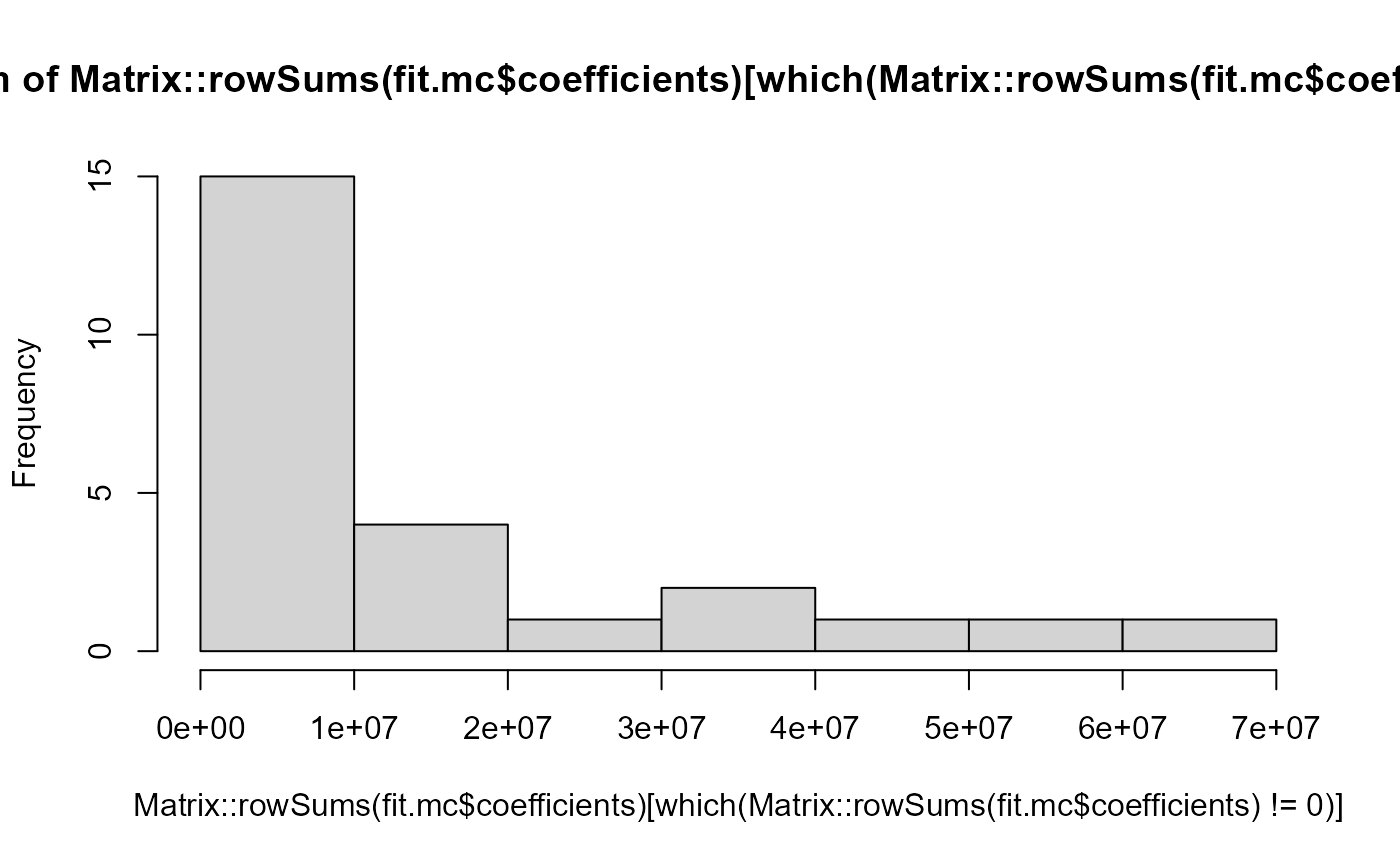 of Matrix::rowSums(fit.mc$coefficients)[which(Matrix::rowSums(fit.mc$coef
Frequency
15
10
5
0
0e+00 1e+07 2e+07 3e+07 4e+07 5e+07 6e+07 7e+07
Matrix::rowSums(fit.mc$coefficients)[which(Matrix::rowSums(fit.mc$coefficients) != 0)]